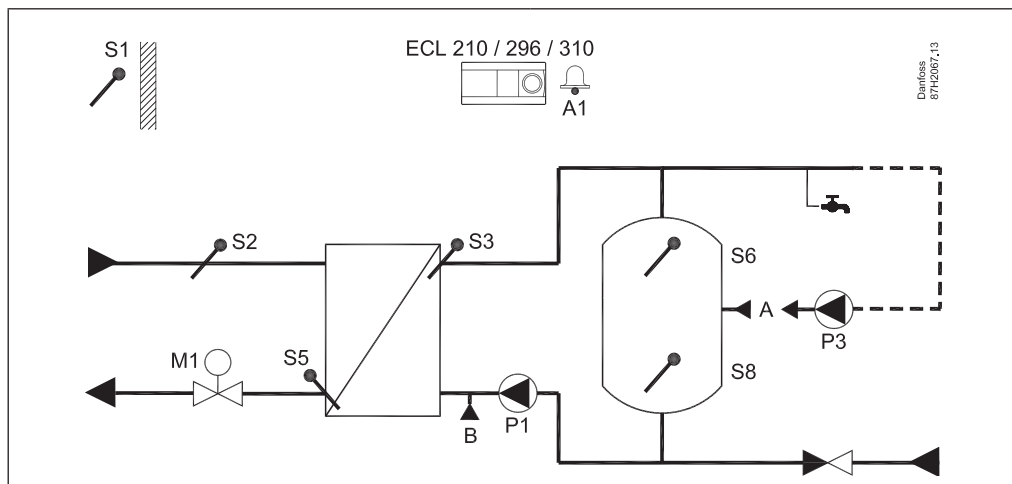 S1
ECL 210 / 296 / 310
A1
Danfoss
87H2067.13
S2
S3
S6
A
P3
M1
S5
S8
B
P1